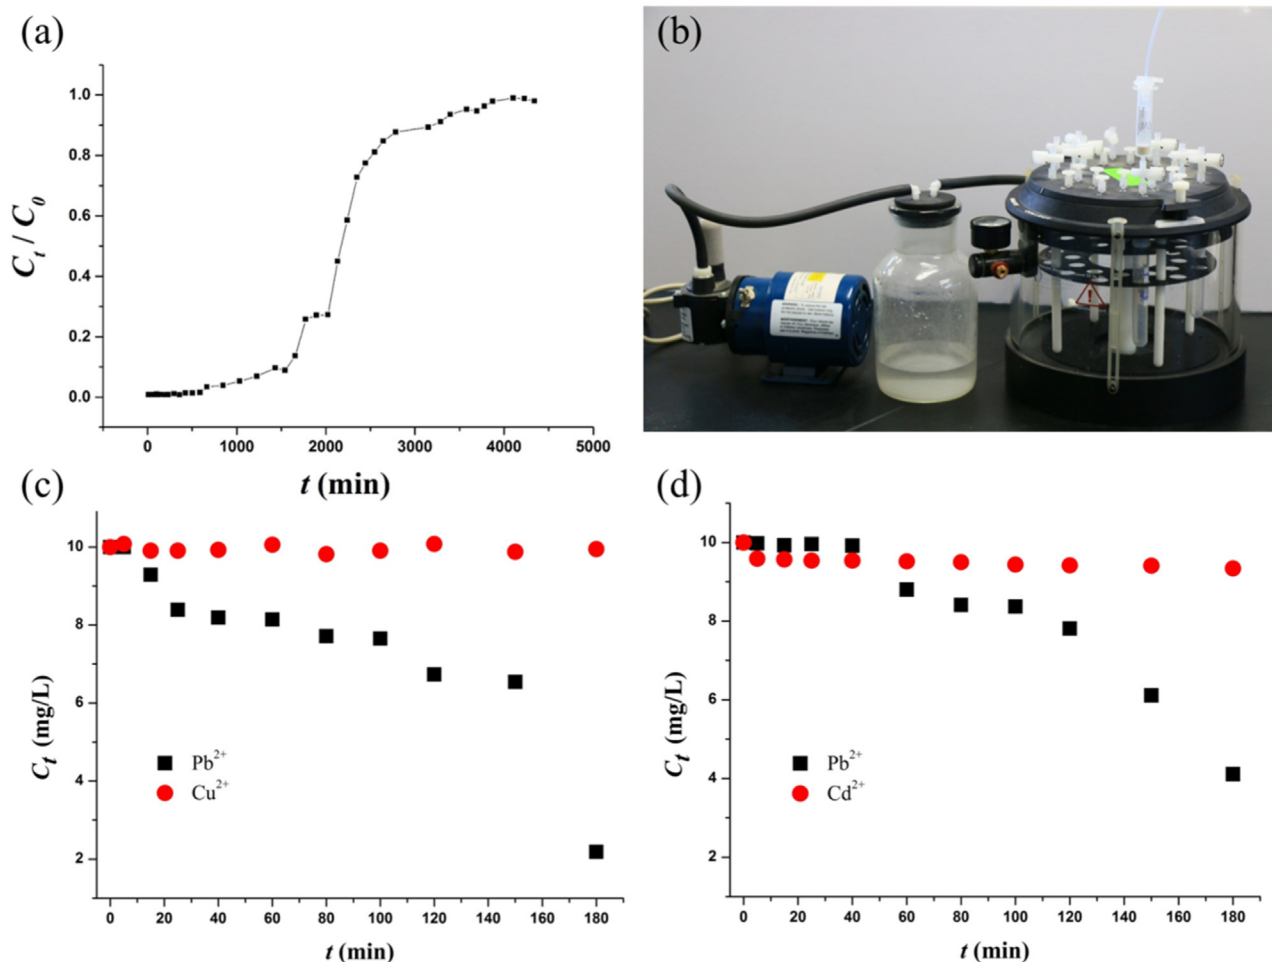 (a)
1.0
0.8
0.6
0.4
0.2
0.0
C_t / C_0
0 1000 2000 3000 4000 5000
t (min)
(b)
(c)
10
8
6
4
2
C_t (mg/L)
Pb²⁺
Cu²⁺
0 20 40 60 80 100 120 140 160 180
t (min)
(d)
10
8
6
4
2
C_t (mg/L)
Pb²⁺
Cd²⁺
0 20 40 60 80 100 120 140 160 180
t (min)